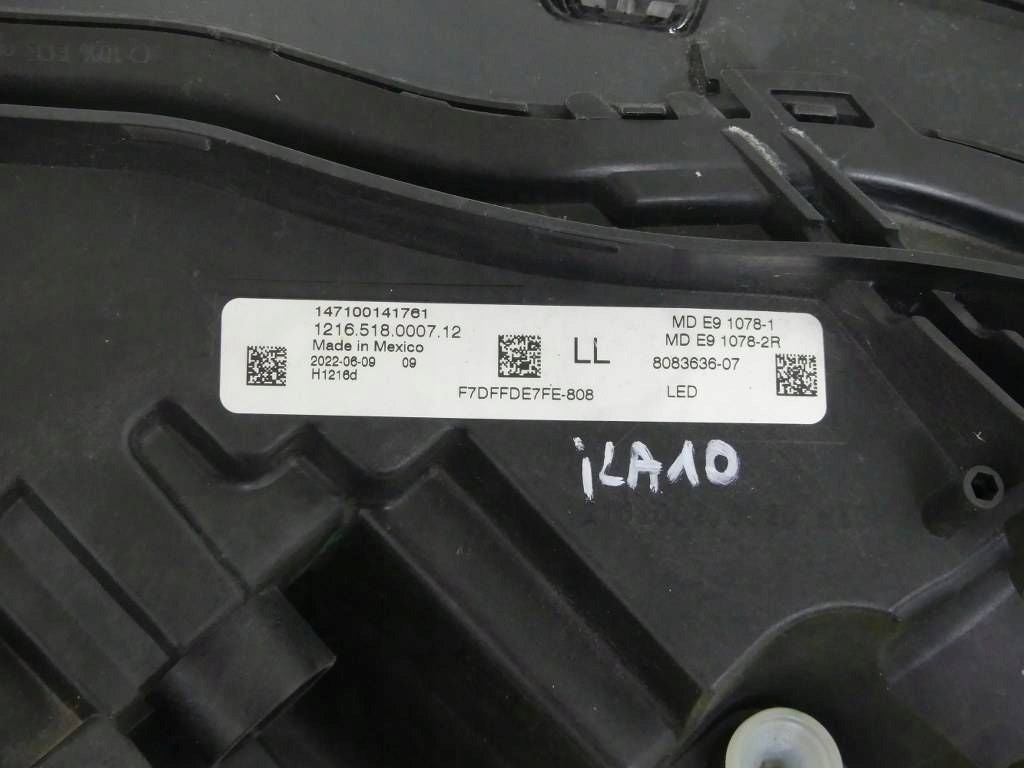 147100141761
1216.518.0007.12
Made in Mexico
2022-06-09 09
H1216d
F7DFFDE7FE-808
LL
MD E9 1078-1
MD E9 1078-2R
8083636-07
LED
iLA10